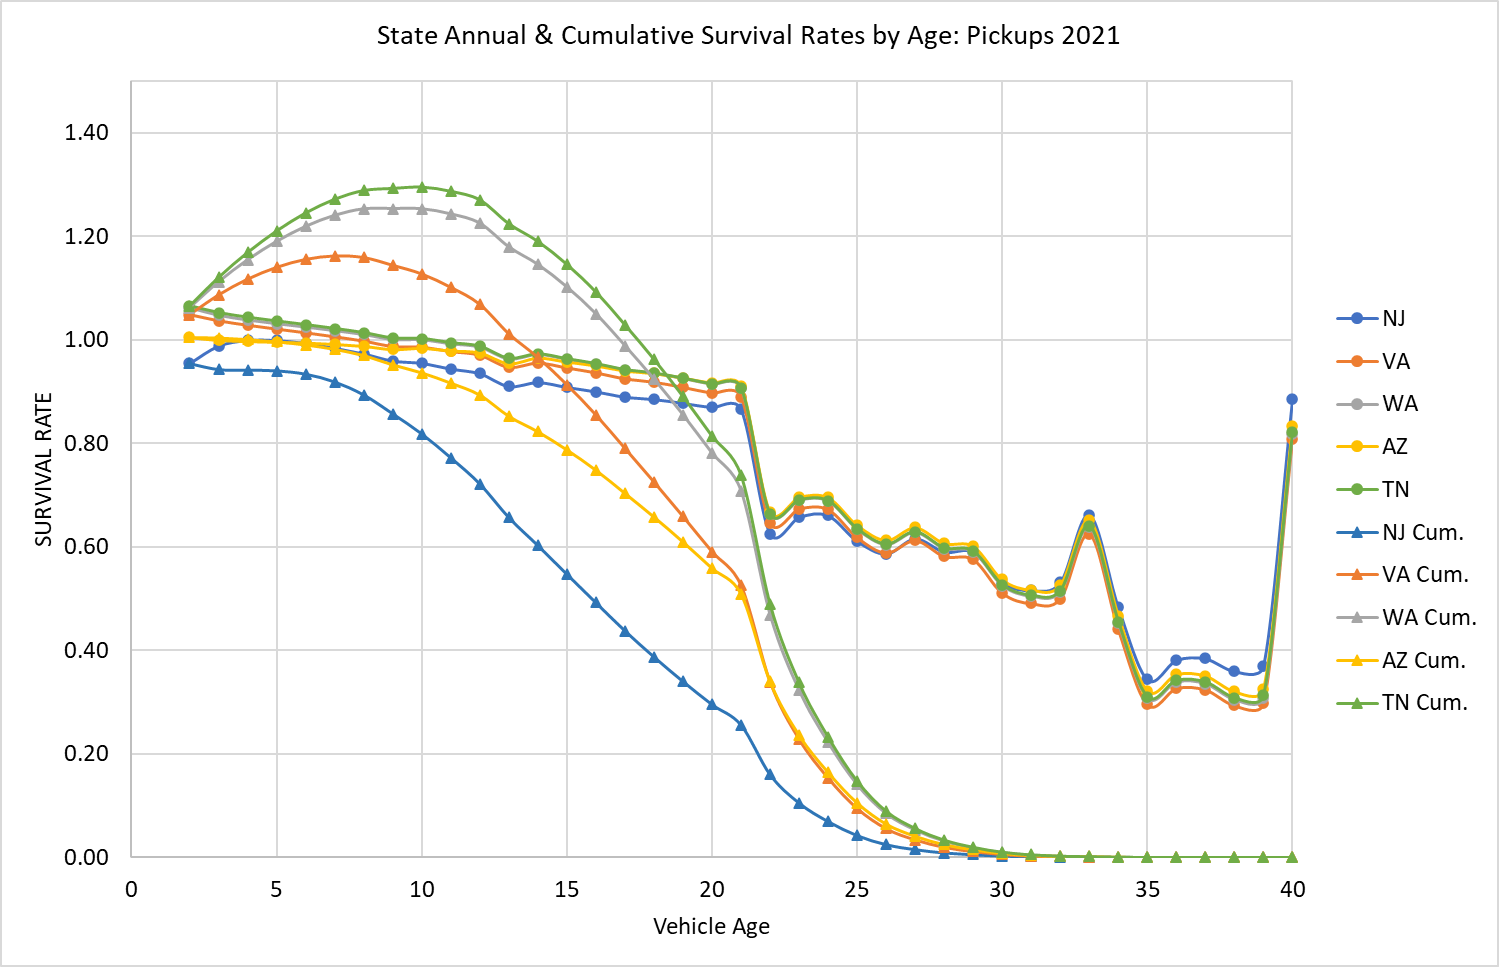 State Annual & Cumulative Survival Rates by Age: Pickups 2021
1.40
1.20
1.00
0.80
0.60
0.40
0.20
0.00
SURVIVAL RATE
0 5 10 15 20 25 30 35 40
Vehicle Age
NJ
VA
WA
AZ
TN
NJ Cum.
VA Cum.
WA Cum.
AZ Cum.
TN Cum.